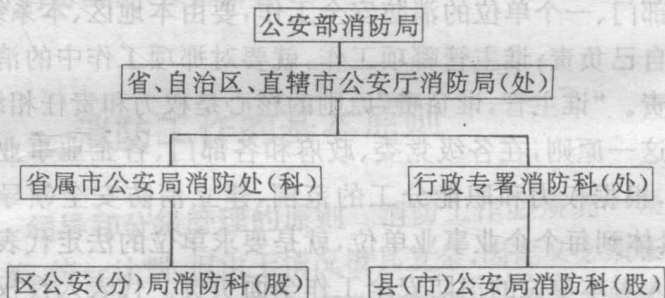 公安部消防局
省、自治区、直辖市公安厅消防局(处)
省属市公安局消防处(科)
行政专署消防科(处)
区公安(分)局消防科(股)
县(市)公安局消防科(股)